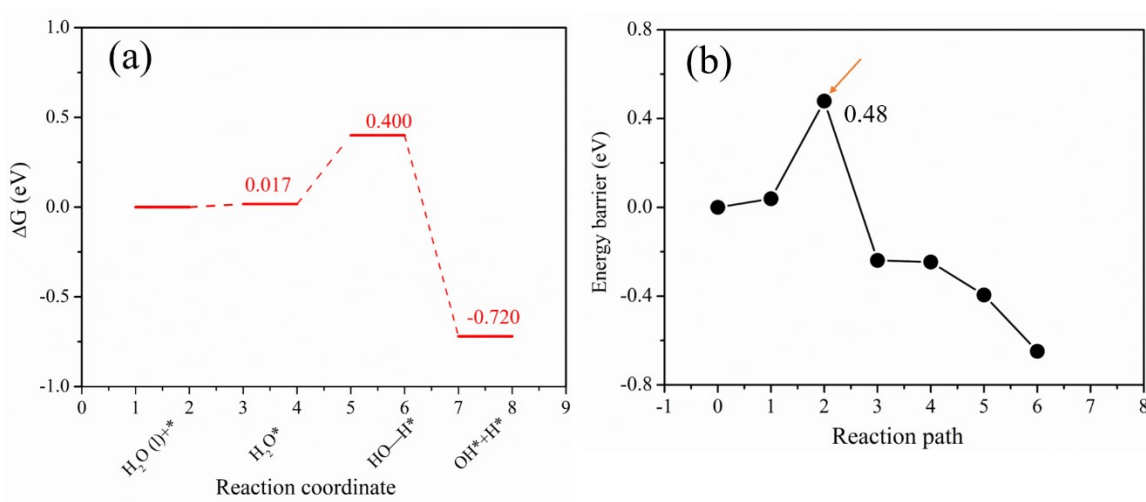 (a)
1.0
0.5
0.0
-0.5
-1.0
ΔG (eV)
0.017
0.400
-0.720
0 1 2 3 4 5 6 7 8 9
H₂O (l)+*
H₂O*
HO—H*
OH*+H*
Reaction coordinate
(b)
0.8
0.4
0.0
-0.4
-0.8
Energy barrier (eV)
0.48
-1 0 1 2 3 4 5 6 7 8
Reaction path